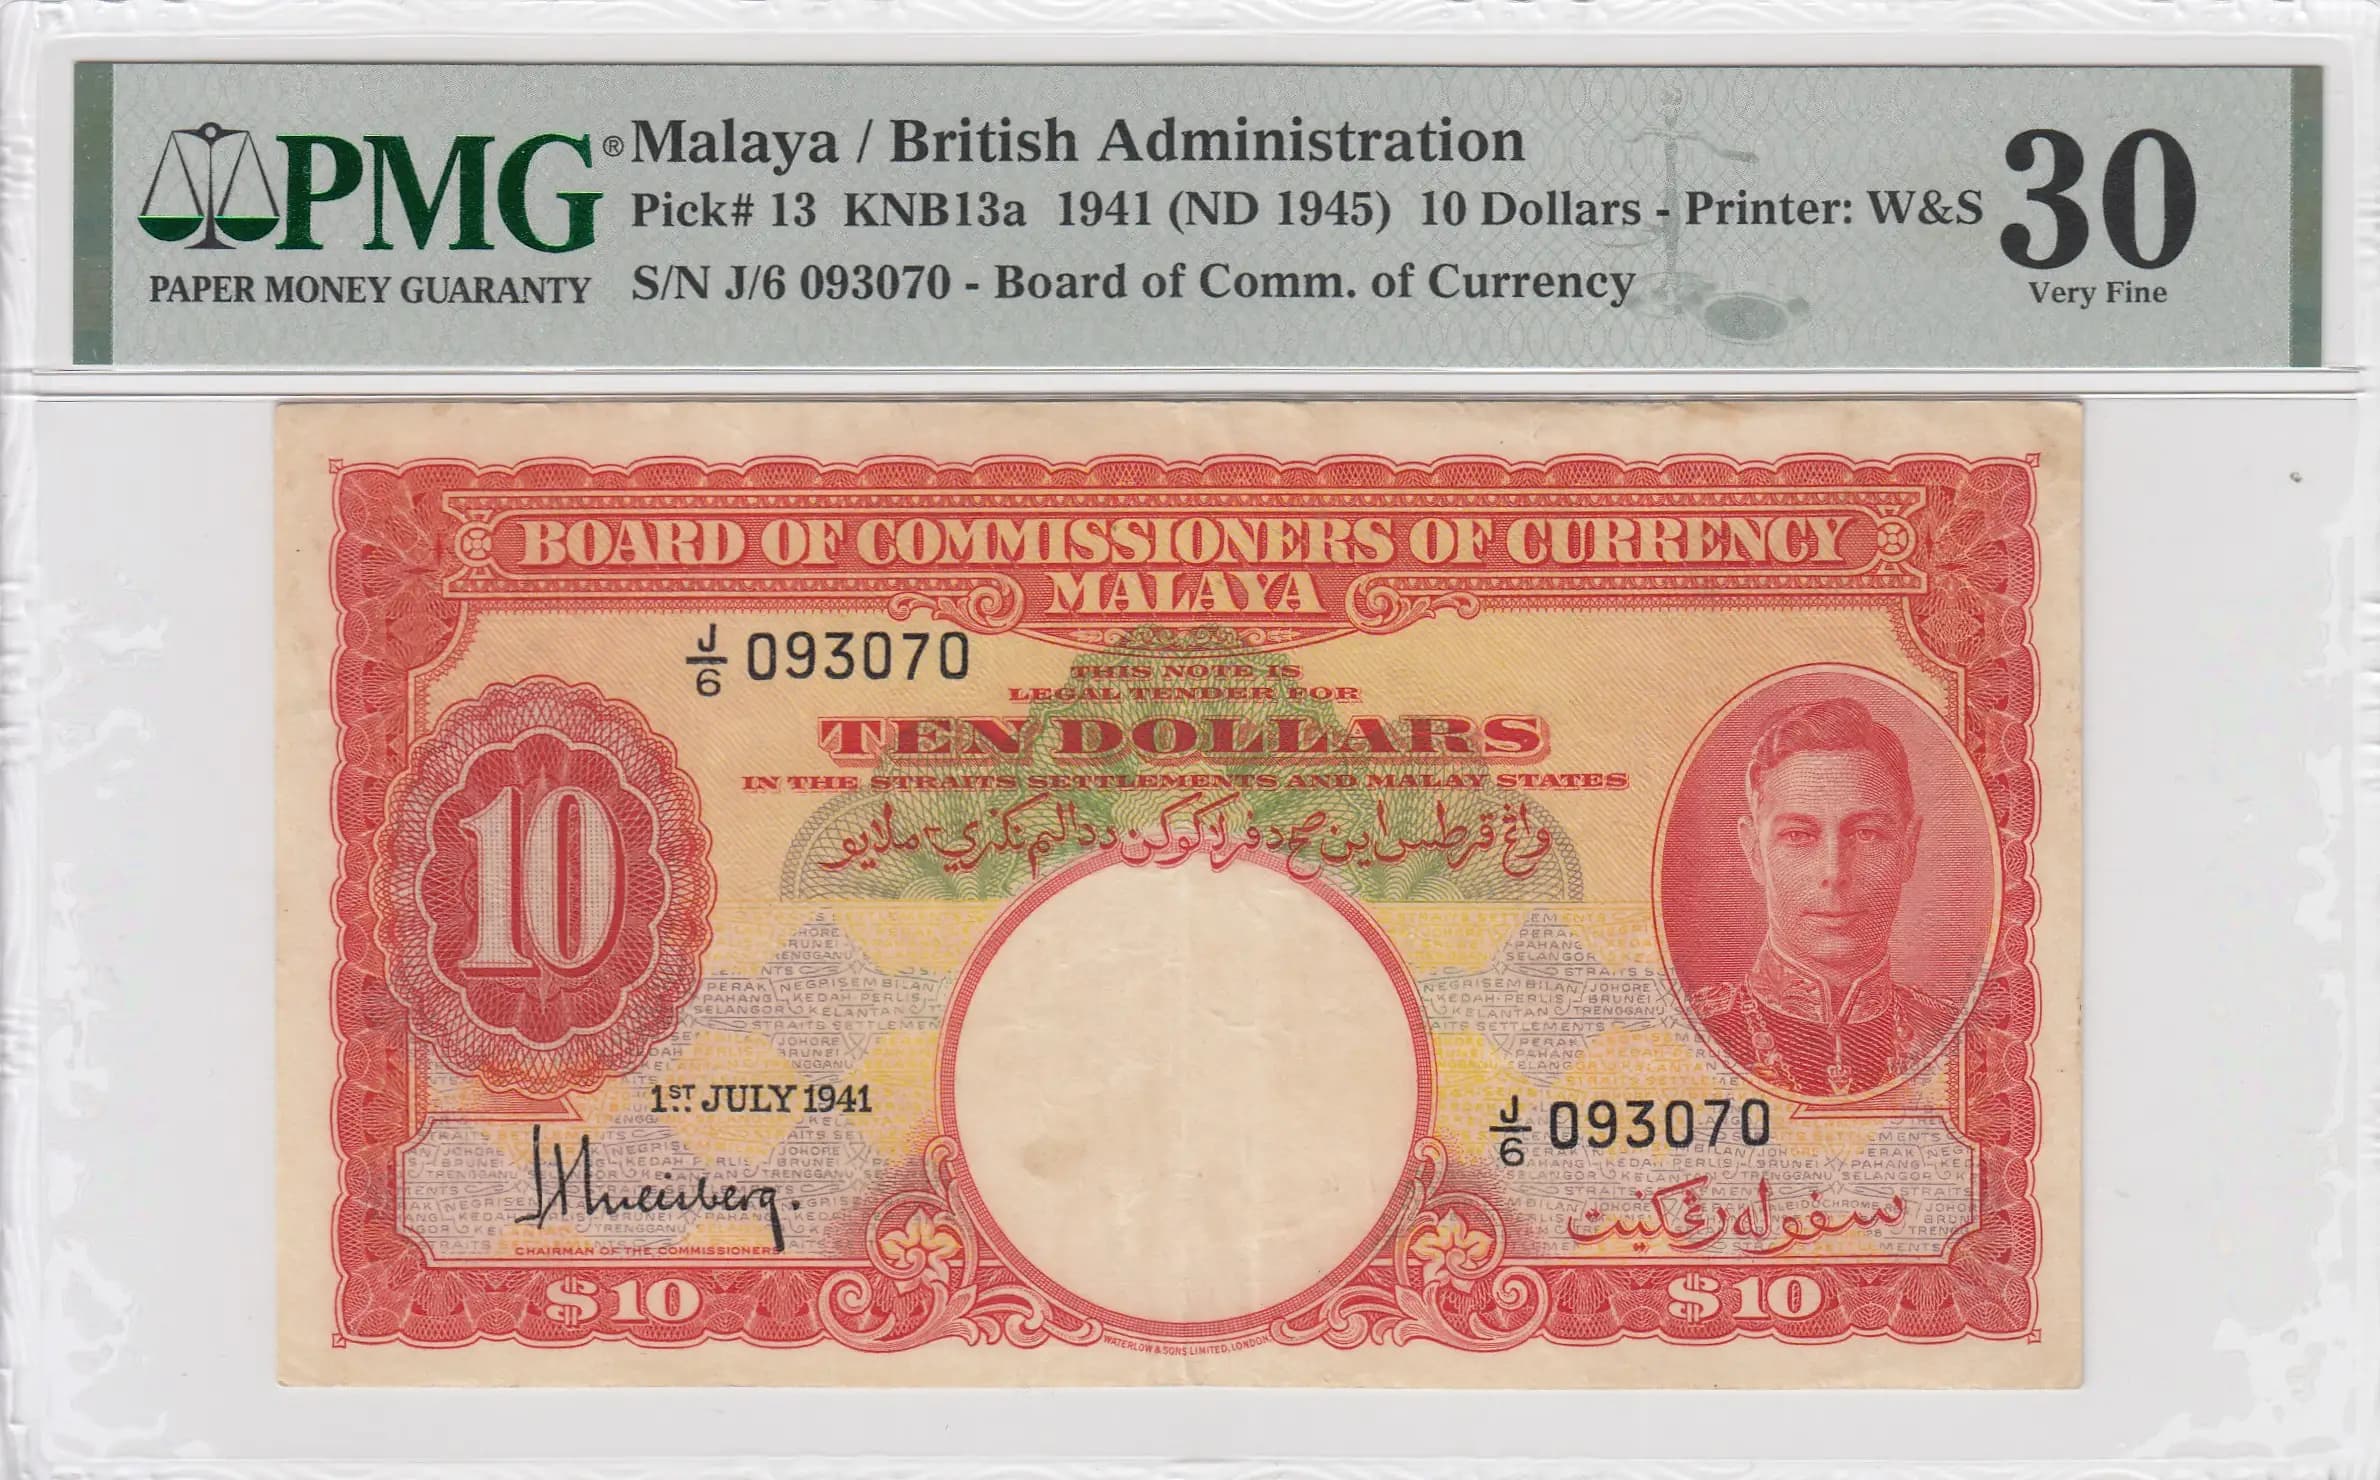 PMG®
PAPER MONEY GUARANTY
Malaya / British Administration
Pick# 13 KNB13a 1941 (ND 1945) 10 Dollars - Printer: W&S
S/N J/6 093070 - Board of Comm. of Currency
30
Very Fine
BOARD OF COMMISSIONERS OF CURRENCY
MALAYA
J/6 093070
THIS NOTE IS
LEGAL TENDER FOR
TEN DOLLARS
IN THE STRAITS SETTLEMENTS AND MALAY STATES
10
1ST JULY 1941
J/6 093070
CHAIRMAN OF THE COMMISSIONERS
$10
$10
WATERLOW & SONS LIMITED, LONDON